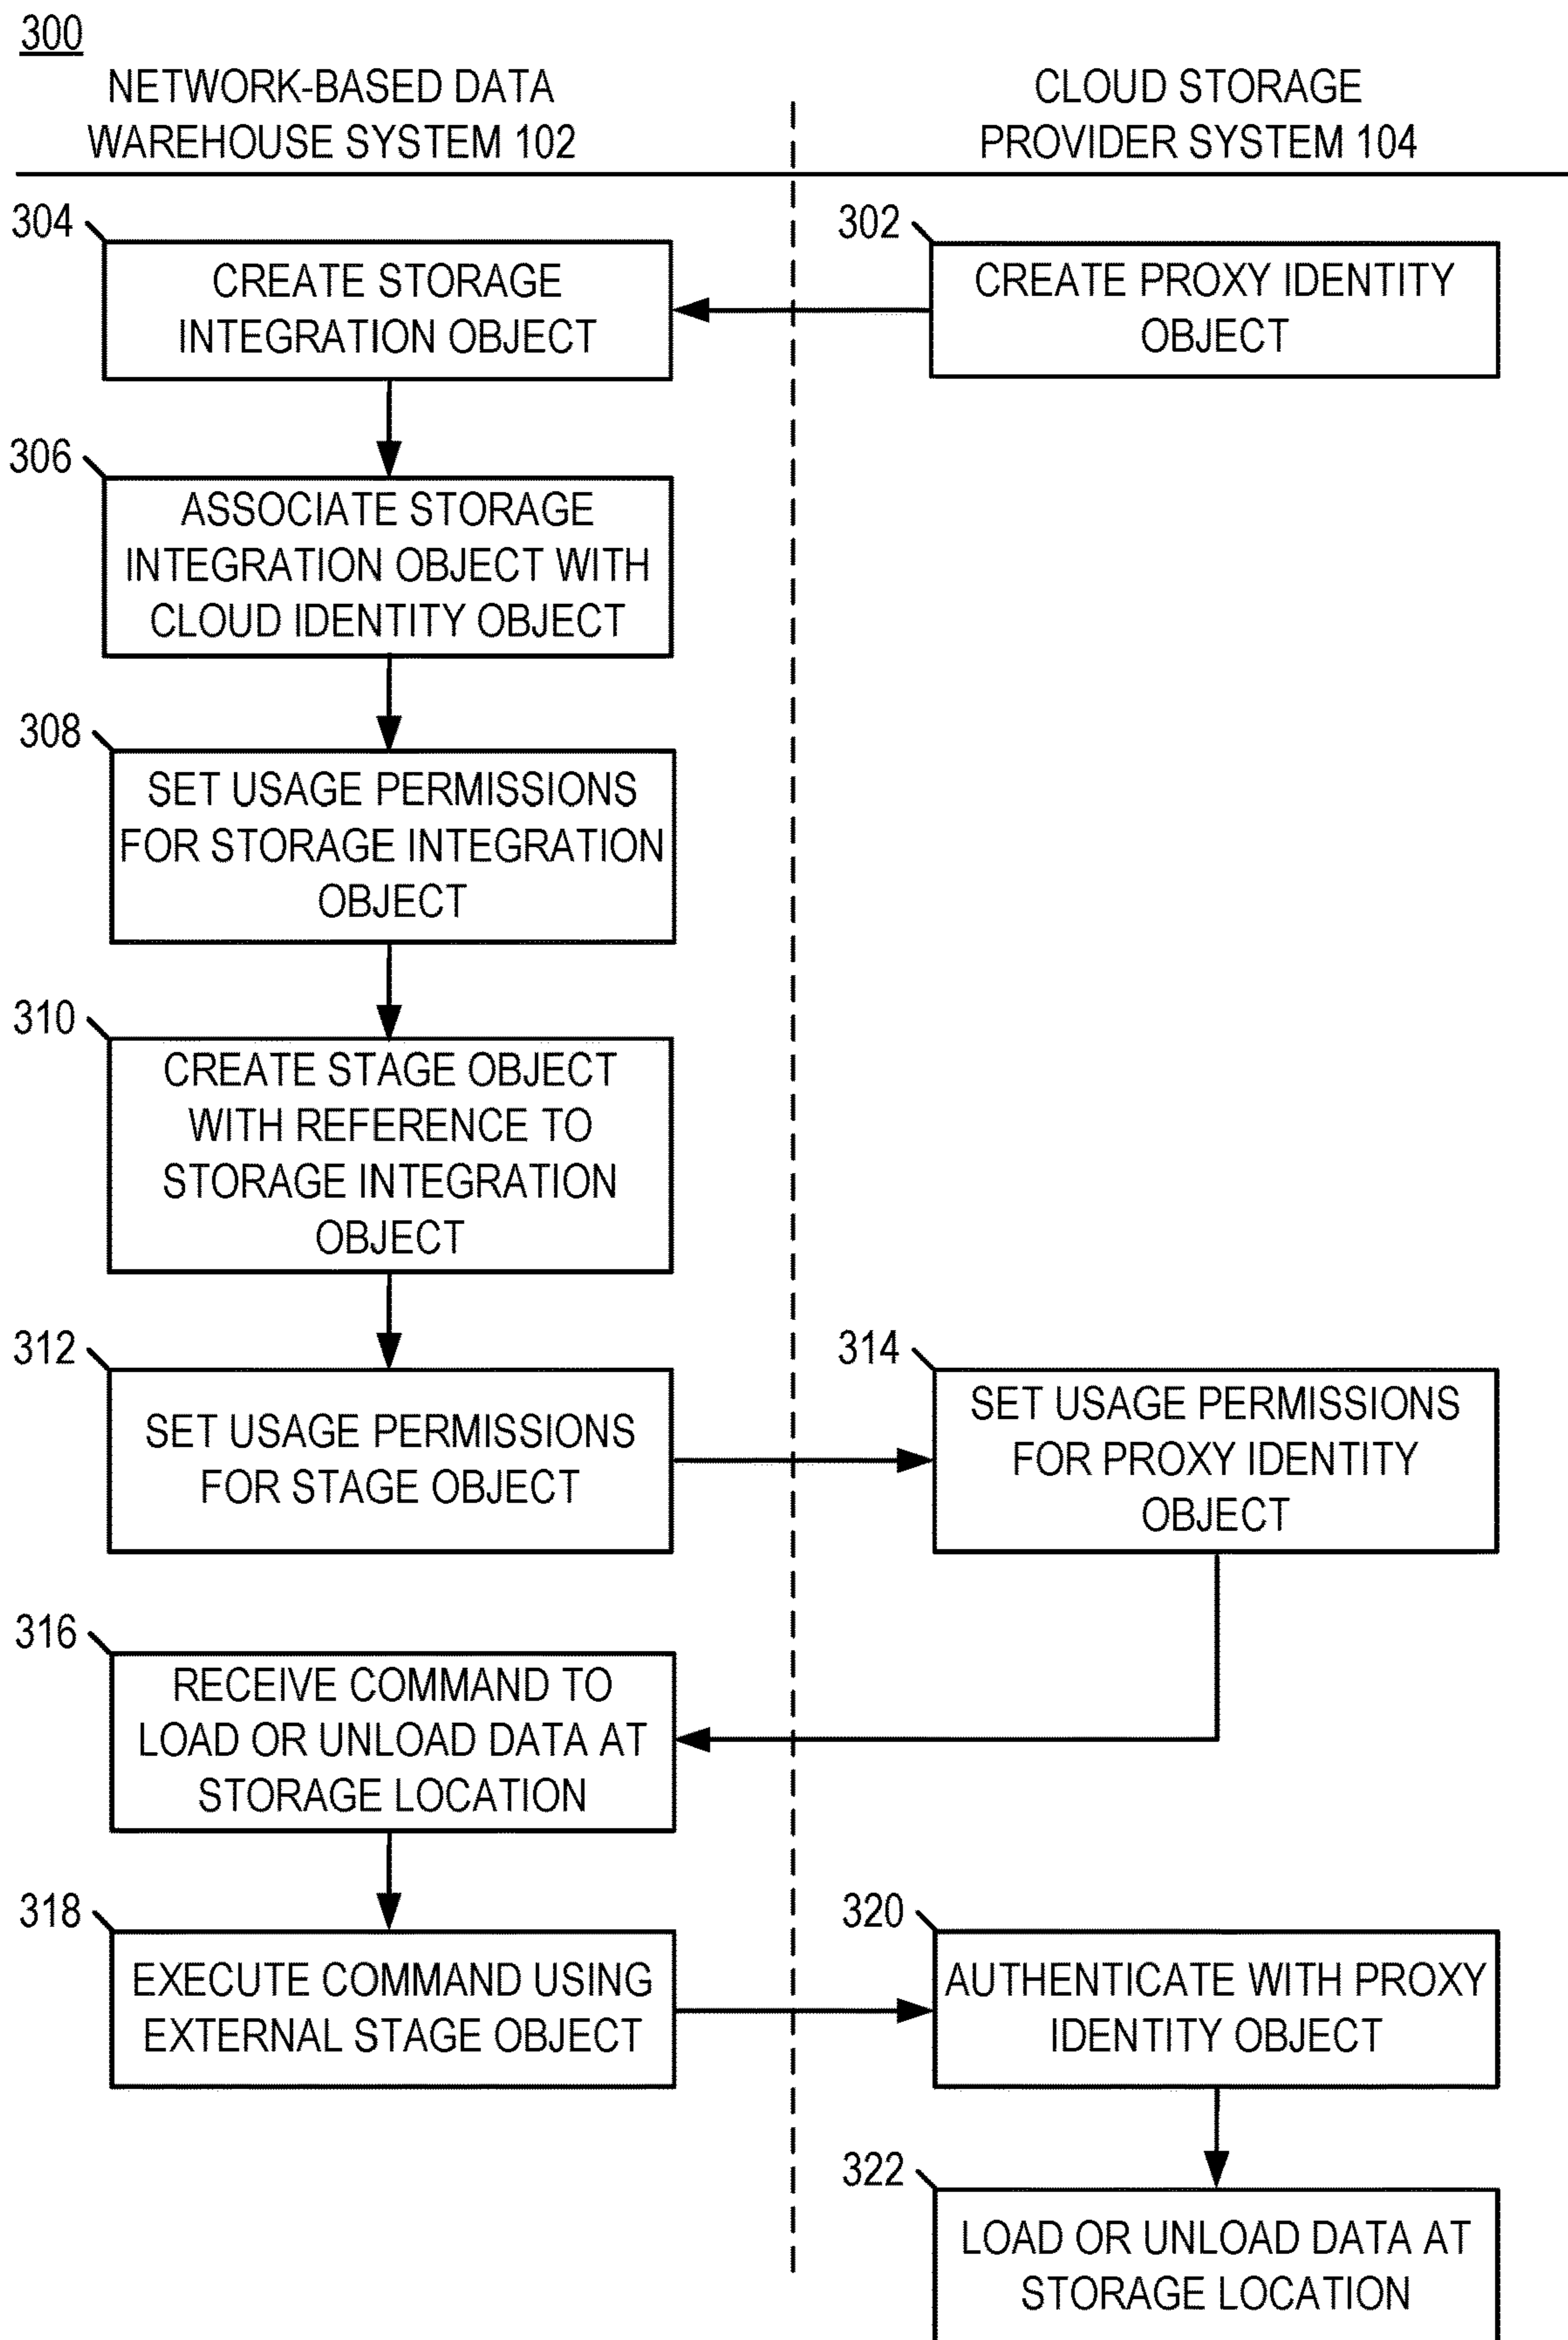 300
NETWORK-BASED DATA
WAREHOUSE SYSTEM 102
CLOUD STORAGE
PROVIDER SYSTEM 104
304
CREATE STORAGE
INTEGRATION OBJECT
302
CREATE PROXY IDENTITY
OBJECT
306
ASSOCIATE STORAGE
INTEGRATION OBJECT WITH
CLOUD IDENTITY OBJECT
308
SET USAGE PERMISSIONS
FOR STORAGE INTEGRATION
OBJECT
310
CREATE STAGE OBJECT
WITH REFERENCE TO
STORAGE INTEGRATION
OBJECT
312
SET USAGE PERMISSIONS
FOR STAGE OBJECT
314
SET USAGE PERMISSIONS
FOR PROXY IDENTITY
OBJECT
316
RECEIVE COMMAND TO
LOAD OR UNLOAD DATA AT
STORAGE LOCATION
318
EXECUTE COMMAND USING
EXTERNAL STAGE OBJECT
320
AUTHENTICATE WITH PROXY
IDENTITY OBJECT
322
LOAD OR UNLOAD DATA AT
STORAGE LOCATION